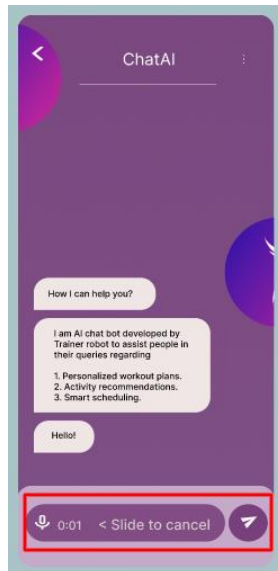 ChatAI
How I can help you?
I am AI chat bot developed by
Trainer robot to assist people in
their queries regarding
1. Personalized workout plans.
2. Activity recommendations.
3. Smart scheduling.
Hello!
0:01 < Slide to cancel